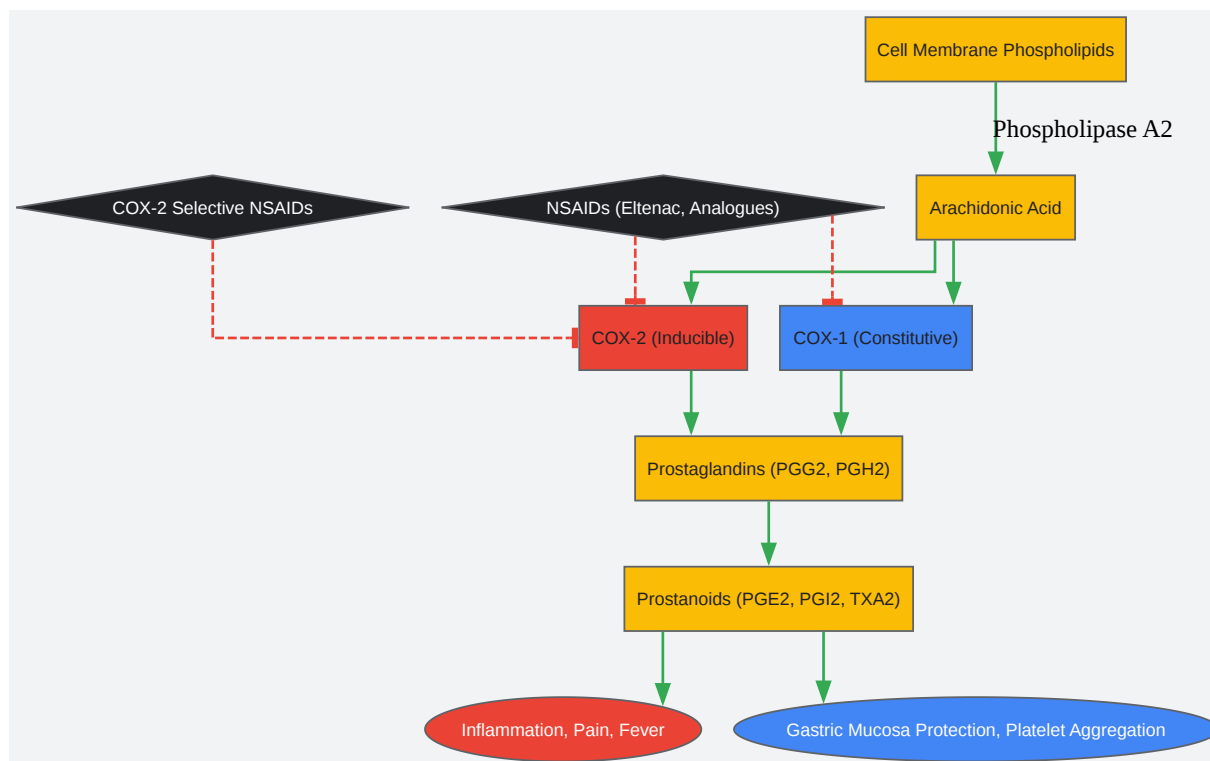 Cell Membrane Phospholipids
Phospholipase A2
COX-2 Selective NSAIDs
NSAIDs (Eltenac, Analogues)
Arachidonic Acid
COX-2 (Inducible)
COX-1 (Constitutive)
Prostaglandins (PGG2, PGH2)
Prostanoids (PGE2, PGI2, TXA2)
Inflammation, Pain, Fever
Gastric Mucosa Protection, Platelet Aggregation